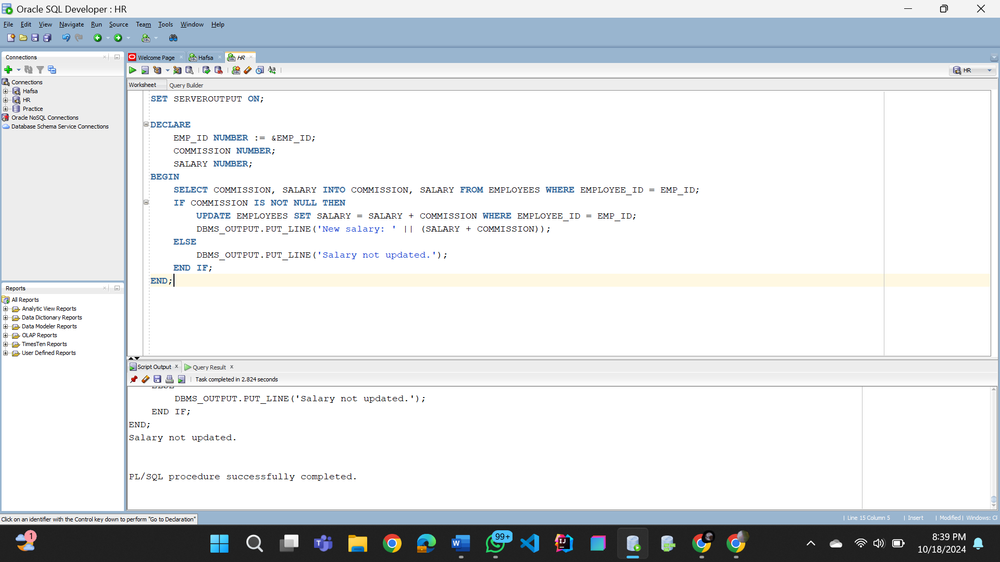 Oracle SQL Developer : HR
File Edit View Navigate Run Source Team Tools Window Help
Connections
Connections
Hafsa
HR
Practice
Oracle NoSQL Connections
Database Schema Service Connections
Reports
All Reports
Analytic View Reports
Data Dictionary Reports
Data Modeler Reports
OLAP Reports
TimesTen Reports
User Defined Reports
Welcome Page Hafsa HR
HR
Worksheet Query Builder
SET SERVEROUTPUT ON;
DECLARE
EMP_ID NUMBER := &EMP_ID;
COMMISSION NUMBER;
SALARY NUMBER;
BEGIN
SELECT COMMISSION, SALARY INTO COMMISSION, SALARY FROM EMPLOYEES WHERE EMPLOYEE_ID = EMP_ID;
IF COMMISSION IS NOT NULL THEN
UPDATE EMPLOYEES SET SALARY = SALARY + COMMISSION WHERE EMPLOYEE_ID = EMP_ID;
DBMS_OUTPUT.PUT_LINE('New salary: ' || (SALARY + COMMISSION));
ELSE
DBMS_OUTPUT.PUT_LINE('Salary not updated.');
END IF;
END;
Script Output x Query Result x
Task completed in 2.824 seconds
ELSE
DBMS_OUTPUT.PUT_LINE('Salary not updated.');
END IF;
END;
Salary not updated.
PL/SQL procedure successfully completed.
Click on an identifier with the Control key down to perform "Go to Declaration"
| Line 15 Column 5 | Insert | Modified | Windows: CF
1
99+
8:39 PM
10/18/2024